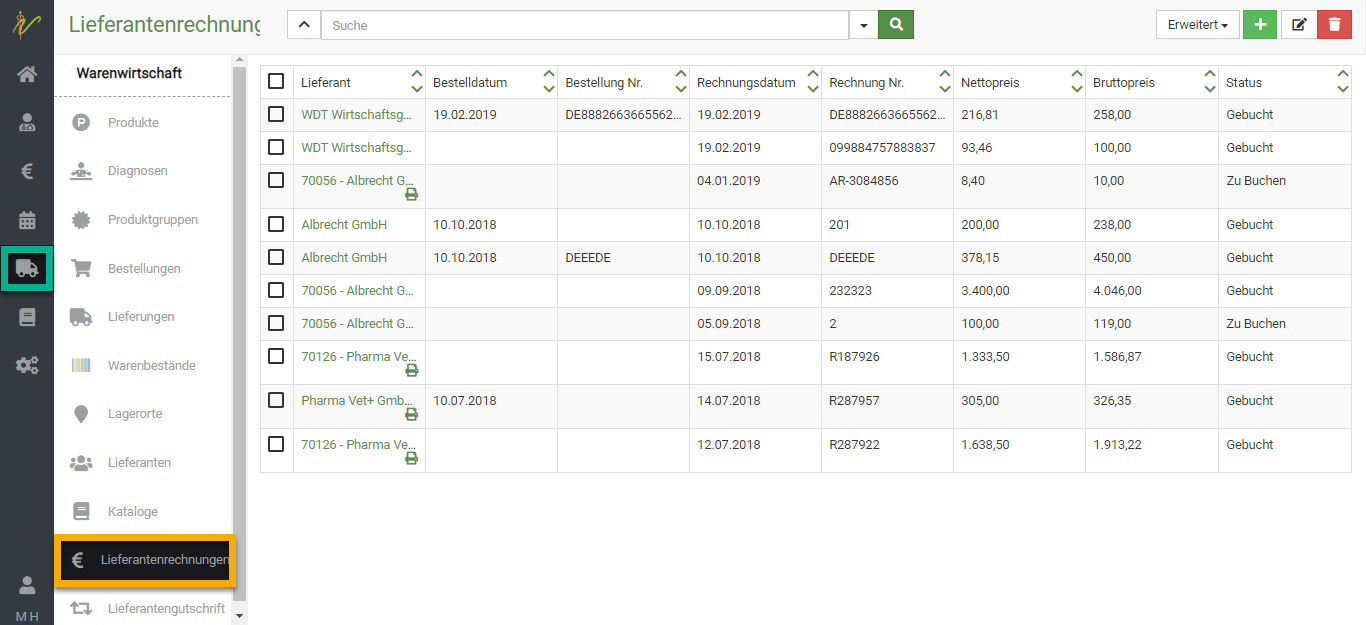 Lieferantenrechnung
Suche
Erweitert
Warenwirtschaft
Produkte
Diagnosen
Produktgruppen
Bestellungen
Lieferungen
Warenbestände
Lagerorte
Lieferanten
Kataloge
Lieferantenrechnungen
Lieferantengutschrift
M H
Lieferant Bestelldatum Bestellung Nr. Rechnungsdatum Rechnung Nr. Nettopreis Bruttopreis Status
WDT Wirtschaftsg... 19.02.2019 DE8882663665562... 19.02.2019 DE8882663665562... 216,81 258,00 Gebucht
WDT Wirtschaftsg... 19.02.2019 099884757883837 93,46 100,00 Gebucht
70056 - Albrecht G... 04.01.2019 AR-3084856 8,40 10,00 Zu Buchen
Albrecht GmbH 10.10.2018 10.10.2018 201 200,00 238,00 Gebucht
Albrecht GmbH 10.10.2018 DEEEDE 10.10.2018 DEEEDE 378,15 450,00 Gebucht
70056 - Albrecht G... 09.09.2018 232323 3.400,00 4.046,00 Gebucht
70056 - Albrecht G... 05.09.2018 2 100,00 119,00 Zu Buchen
70126 - Pharma Ve... 15.07.2018 R187926 1.333,50 1.586,87 Gebucht
Pharma Vet+ Gmb... 10.07.2018 14.07.2018 R287957 305,00 326,35 Gebucht
70126 - Pharma Ve... 12.07.2018 R287922 1.638,50 1.913,22 Gebucht